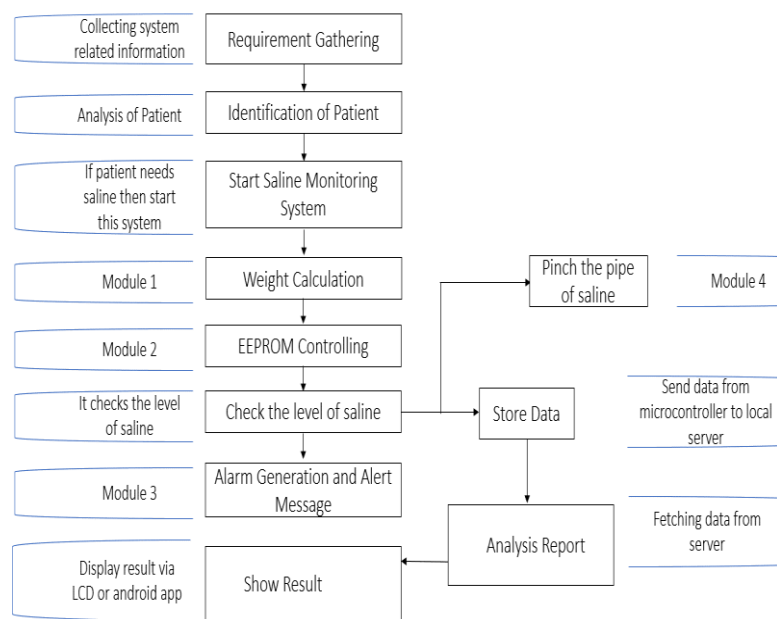 Collecting system
related information
Requirement Gathering
Analysis of Patient
Identification of Patient
If patient needs
saline then start
this system
Start Saline Monitoring
System
Module 1
Weight Calculation
Pinch the pipe
of saline
Module 4
Module 2
EEPROM Controlling
It checks the level
of saline
Check the level of saline
Store Data
Send data from
microcontroller to local
server
Module 3
Alarm Generation and Alert
Message
Analysis Report
Fetching data from
server
Display result via
LCD or android app
Show Result